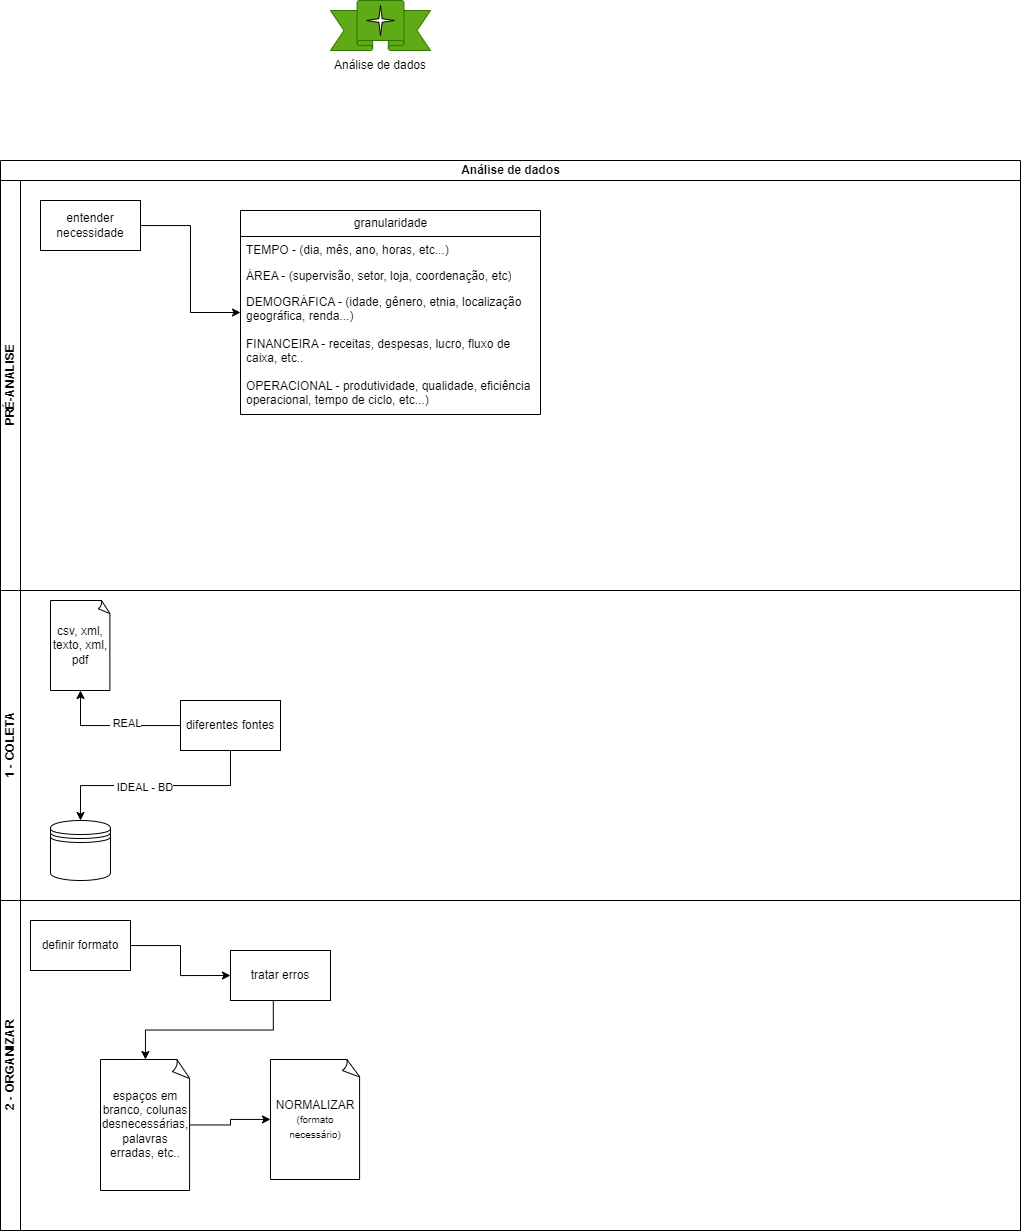 Análise de dados
Análise de dados
PRÉ-ANÁLISE
entender
necessidade
granularidade
TEMPO - (dia, mês, ano, horas, etc...)
ÁREA - (supervisão, setor, loja, coordenação, etc)
DEMOGRÁFICA - (idade, gênero, etnia, localização
geográfica, renda...)
FINANCEIRA - receitas, despesas, lucro, fluxo de
caixa, etc..
OPERACIONAL - produtividade, qualidade, eficiência
operacional, tempo de ciclo, etc...)
1 - COLETA
csv, xml,
texto, xml,
pdf
REAL
diferentes fontes
IDEAL - BD
2 - ORGANIZAR
definir formato
tratar erros
espaços em
branco, colunas
desnecessárias,
palavras
erradas, etc..
NORMALIZAR
(formato
necessário)